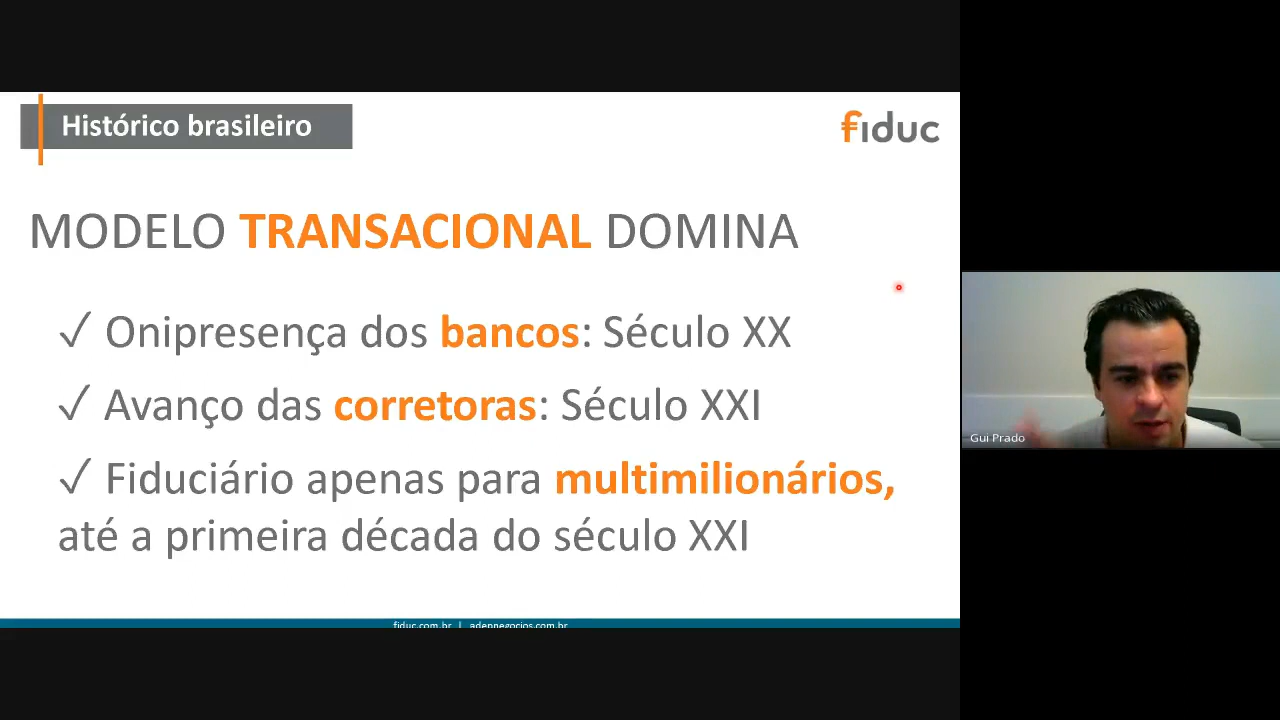 Histórico brasileiro
fiduc
MODELO TRANSACIONAL DOMINA
✓ Onipresença dos bancos: Século XX
✓ Avanço das corretoras: Século XXI
✓ Fiduciário apenas para multimilionários,
até a primeira década do século XXI
fiduc.com.br | adennegocios.com.br
Gui Prado